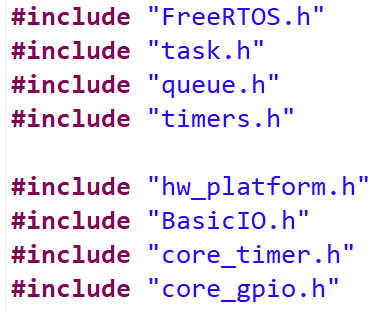 #include "FreeRTOS.h"
#include "task.h"
#include "queue.h"
#include "timers.h"
#include "hw_platform.h"
#include "BasicIO.h"
#include "core_timer.h"
#include "core_gpio.h"